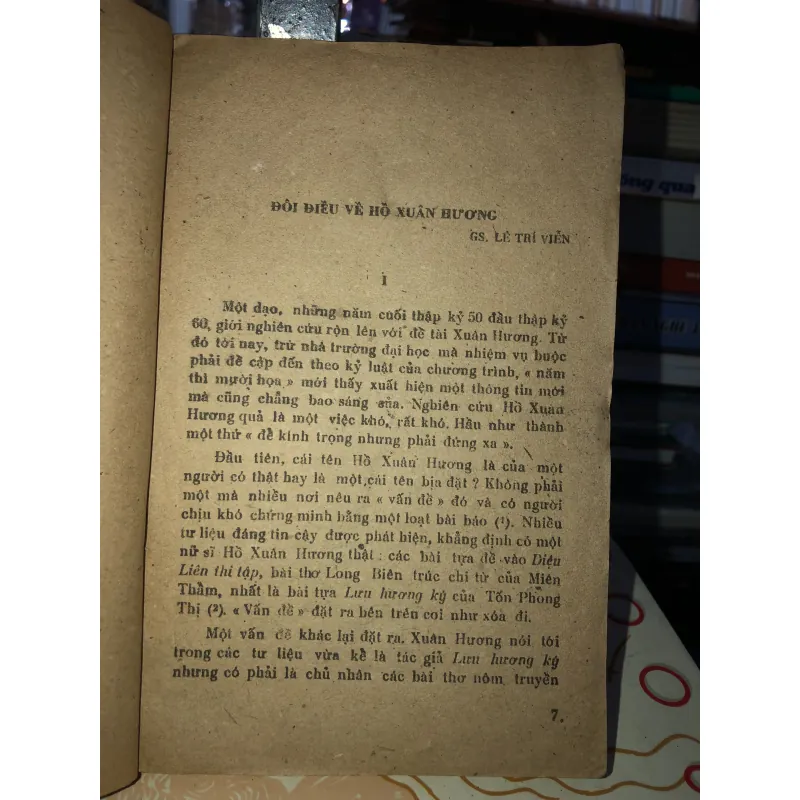 ĐÔI ĐIỀU VỀ HỒ XUÂN HƯƠNG
GS. LÊ TRÍ VIỄN
I
Một dạo, những năm cuối thập kỷ 50 đầu thập kỷ
60, giới nghiên cứu rộn lên với đề tài Xuân Hương. Từ
đó tới nay, trừ nhà trường đại học mà nhiệm vụ buộc
phải đề cập đến theo kỷ luật của chương trình, « năm
thì mười họa » mới thấy xuất hiện một thông tin mới
mà cũng chẳng bao sáng sủa. Nghiên cứu Hồ Xuân
Hương quả là một việc khó, rất khó. Hầu như thành
một thứ « để kính trọng nhưng phải đứng xa ».
Đầu tiên, cái tên Hồ Xuân Hương là của một
người có thật hay là một cái tên bịa đặt ? Không phải
một mà nhiều nơi nêu ra « vấn đề » đó và có người
chịu khó chứng minh bằng một loạt bài báo (¹). Nhiều
tư liệu đáng tin cậy được phát hiện, khẳng định có một
nữ sĩ Hồ Xuân Hương thật : các bài tựa đề vào Diệu
Liên thi tập, bài thơ Long Biên trúc chi từ của Miên
Thẩm, nhất là bài tựa Lưu hương ký của Tốn Phong
Thị (²). « Vấn đề » đặt ra bên trên coi như xóa đi.
Một vấn đề khác lại đặt ra. Xuân Hương nói tới
trong các tư liệu vừa kể là tác giả Lưu hương ký
nhưng có phải là chủ nhân các bài thơ nôm truyền
7.
ông qua